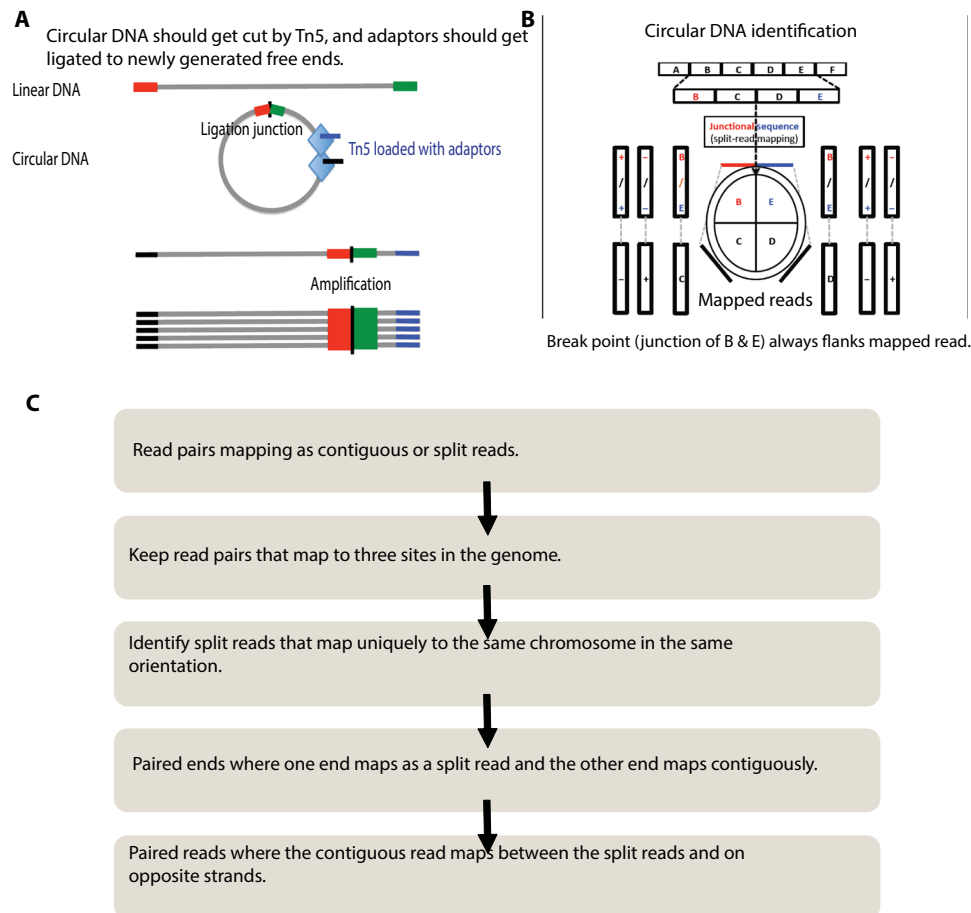 A
Circular DNA should get cut by Tn5, and adaptors should get
ligated to newly generated free ends.
Linear DNA
Ligation junction
Tn5 loaded with adaptors
Circular DNA
Amplification
B
Circular DNA identification
A B C D E F
B C D E
Junctional sequence
(split-read mapping)
+ / + − / − B / E
B E
C D
B / E + / + − / −
− + C
D − +
Mapped reads
Break point (junction of B & E) always flanks mapped read.
C
Read pairs mapping as contiguous or split reads.
Keep read pairs that map to three sites in the genome.
Identify split reads that map uniquely to the same chromosome in the same
orientation.
Paired ends where one end maps as a split read and the other end maps contiguously.
Paired reads where the contiguous read maps between the split reads and on
opposite strands.